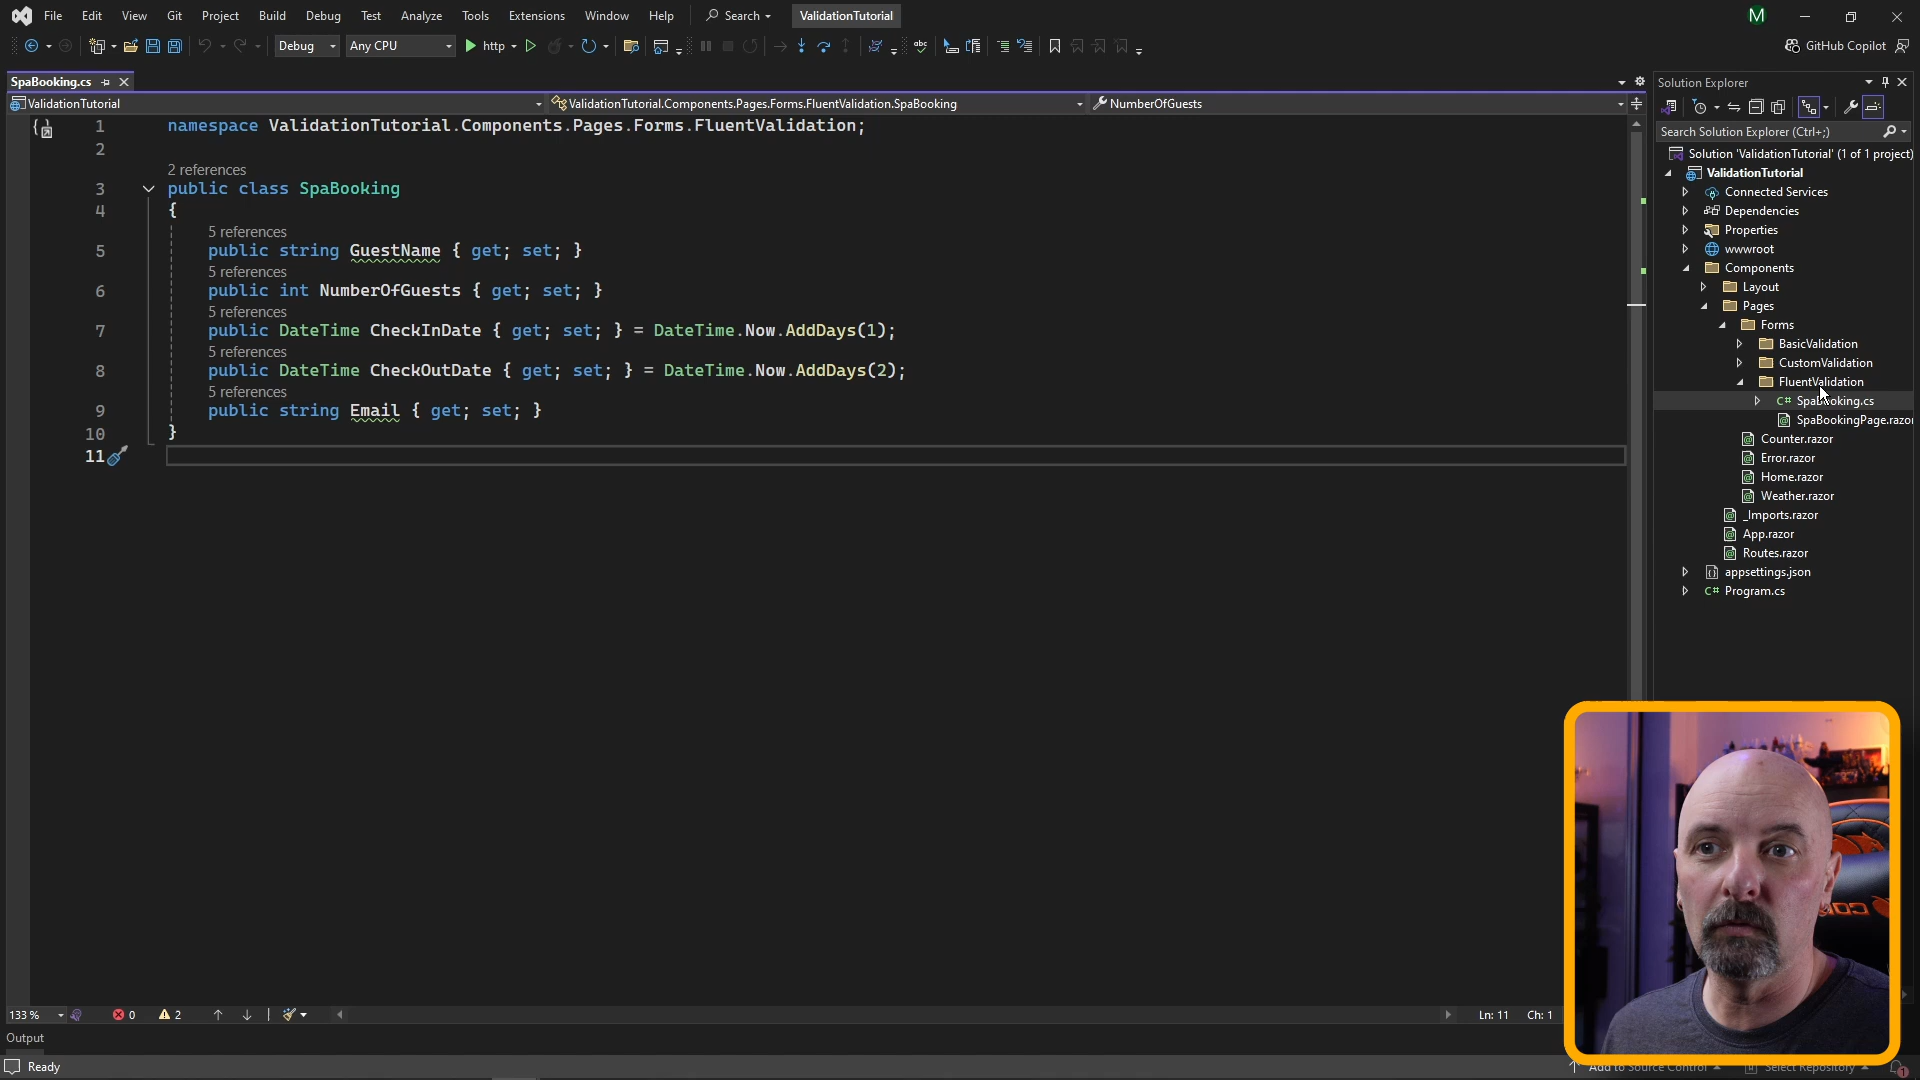 File Edit View Git Project Build Debug Test Analyze Tools Extensions Window Help Search ValidationTutorial M
Debug Any CPU http GitHub Copilot
SpaBooking.cs
ValidationTutorial ValidationTutorial.Components.Pages.Forms.FluentValidation.SpaBooking NumberOfGuests
1 namespace ValidationTutorial.Components.Pages.Forms.FluentValidation;
2
2 references
3 public class SpaBooking
4 {
5 references
5 public string GuestName { get; set; }
5 references
6 public int NumberOfGuests { get; set; }
5 references
7 public DateTime CheckInDate { get; set; } = DateTime.Now.AddDays(1);
5 references
8 public DateTime CheckOutDate { get; set; } = DateTime.Now.AddDays(2);
5 references
9 public string Email { get; set; }
10 }
11
Solution Explorer
Search Solution Explorer (Ctrl+;)
Solution 'ValidationTutorial' (1 of 1 project)
ValidationTutorial
Connected Services
Dependencies
Properties
wwwroot
Components
Layout
Pages
Forms
BasicValidation
CustomValidation
FluentValidation
C# SpaBooking.cs
SpaBookingPage.razor
Counter.razor
Error.razor
Home.razor
Weather.razor
_Imports.razor
App.razor
Routes.razor
appsettings.json
C# Program.cs
133 % 0 2 Ln: 11 Ch: 1
Output
Ready Add to Source Control Select Repository 1